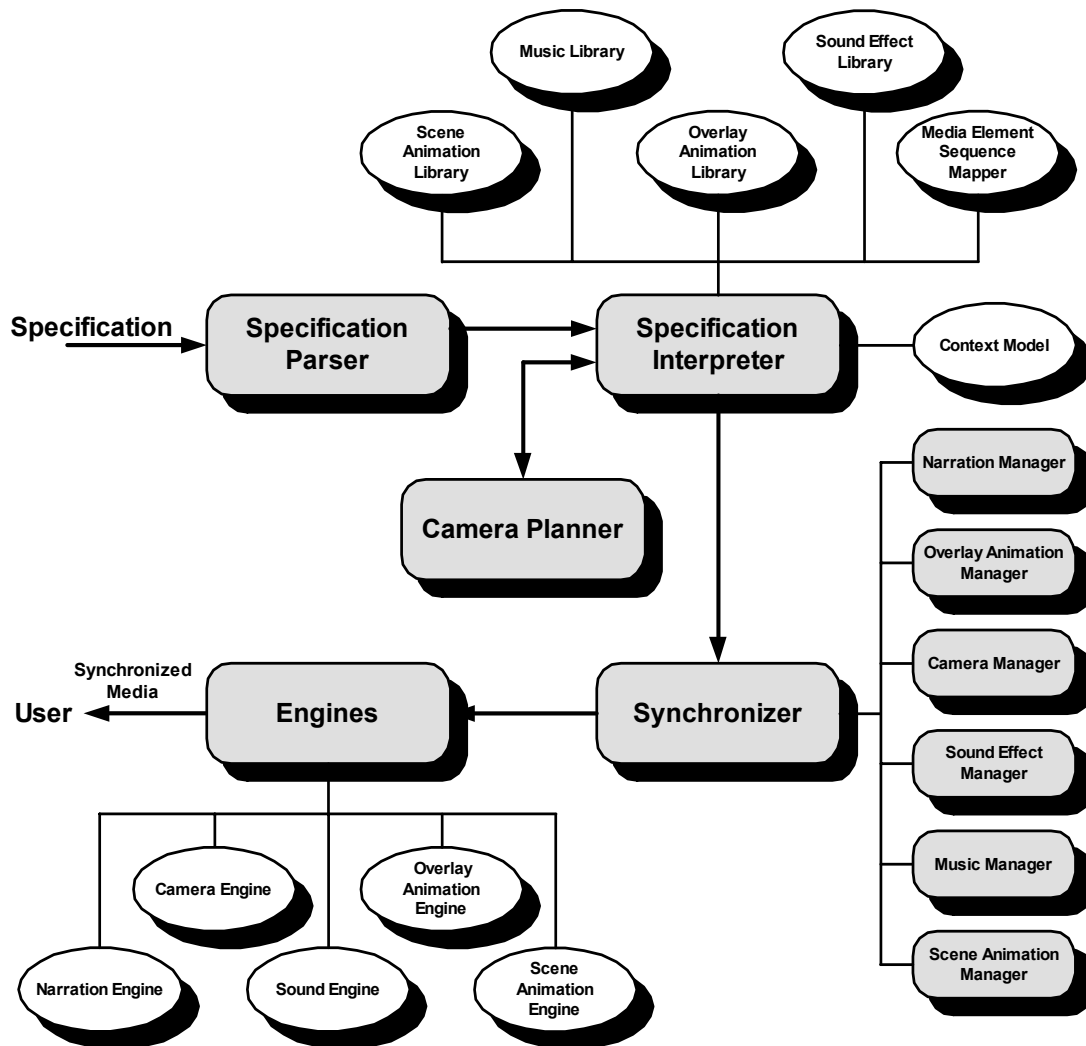 Music Library
Sound Effect
Library
Scene
Animation
Library
Overlay
Animation
Library
Media Element
Sequence
Mapper
Specification
Specification
Parser
Specification
Interpreter
Context Model
Camera Planner
Narration Manager
Overlay Animation
Manager
Camera Manager
Sound Effect
Manager
Music Manager
Scene Animation
Manager
User
Synchronized
Media
Engines
Synchronizer
Camera Engine
Overlay
Animation
Engine
Narration Engine
Sound Engine
Scene
Animation
Engine